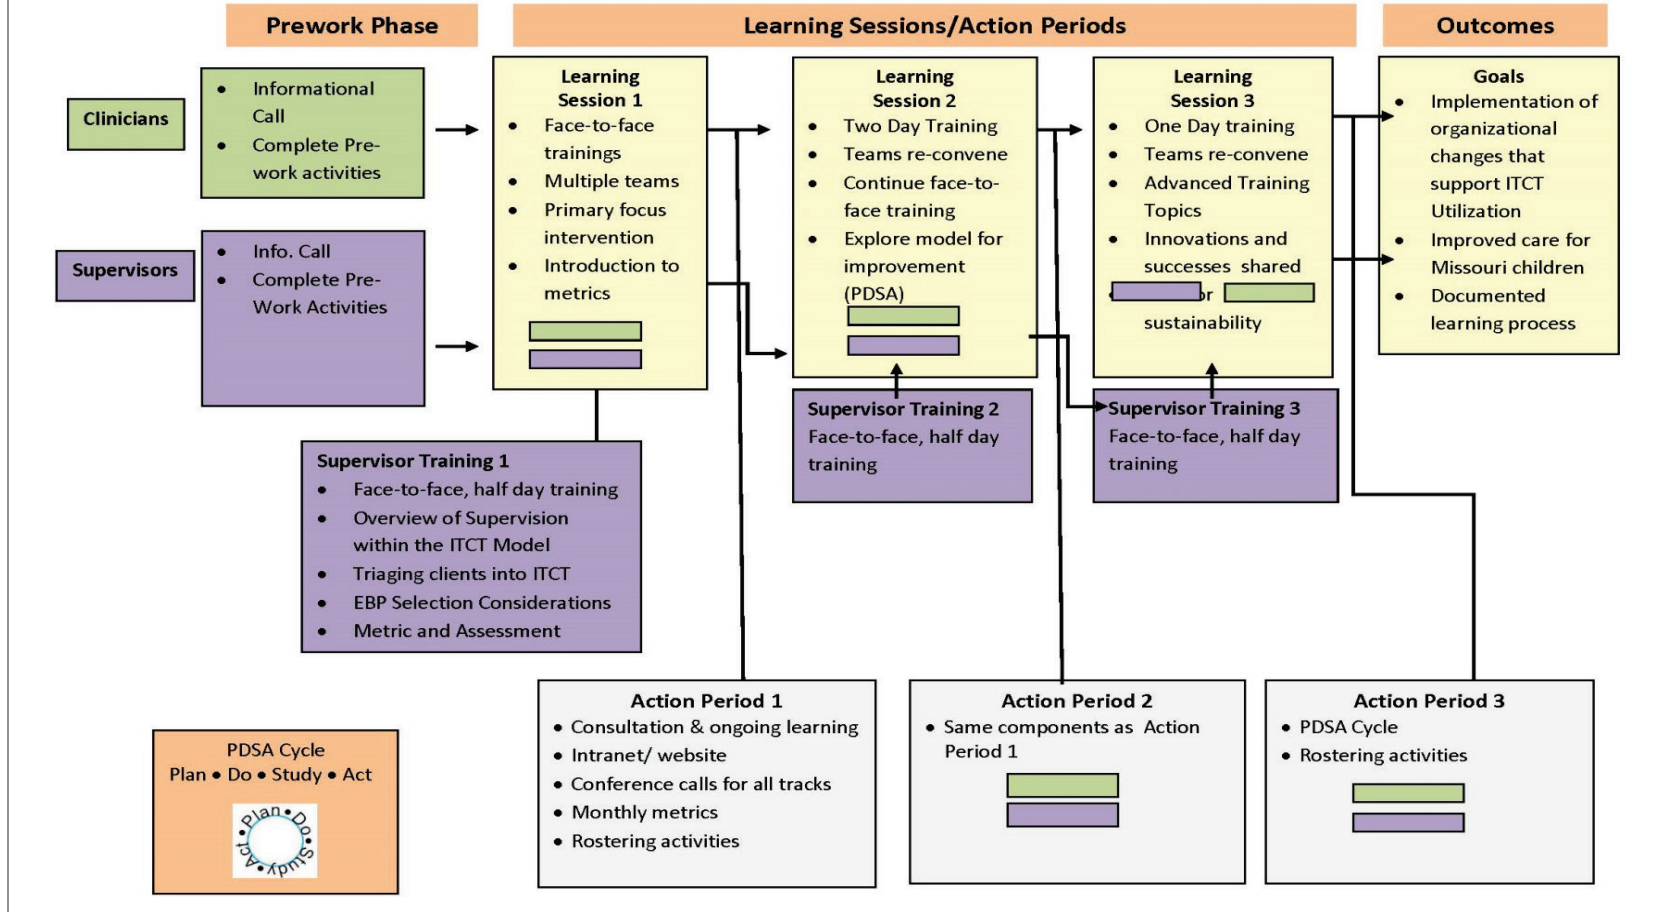 Prework Phase
Learning Sessions/Action Periods
Outcomes
Clinicians
• Informational
Call
• Complete Pre-
work activities
Supervisors
• Info. Call
• Complete Pre-
Work Activities
Learning
Session 1
• Face-to-face
trainings
• Multiple teams
• Primary focus
intervention
• Introduction to
metrics
Learning
Session 2
• Two Day Training
• Teams re-convene
• Continue face-to-
face training
• Explore model for
improvement
(PDSA)
Learning
Session 3
• One Day training
• Teams re-convene
• Advanced Training
Topics
• Innovations and
successes shared
•
sustainability
Goals
• Implementation of
organizational
changes that
support ITCT
Utilization
• Improved care for
Missouri children
• Documented
learning process
Supervisor Training 1
• Face-to-face, half day training
• Overview of Supervision
within the ITCT Model
• Triaging clients into ITCT
• EBP Selection Considerations
• Metric and Assessment
Supervisor Training 2
Face-to-face, half day
training
Supervisor Training 3
Face-to-face, half day
training
PDSA Cycle
Plan • Do • Study • Act
Plan • Do • Study • Act •
Action Period 1
• Consultation & ongoing learning
• Intranet/ website
• Conference calls for all tracks
• Monthly metrics
• Rostering activities
Action Period 2
• Same components as Action
Period 1
Action Period 3
• PDSA Cycle
• Rostering activities